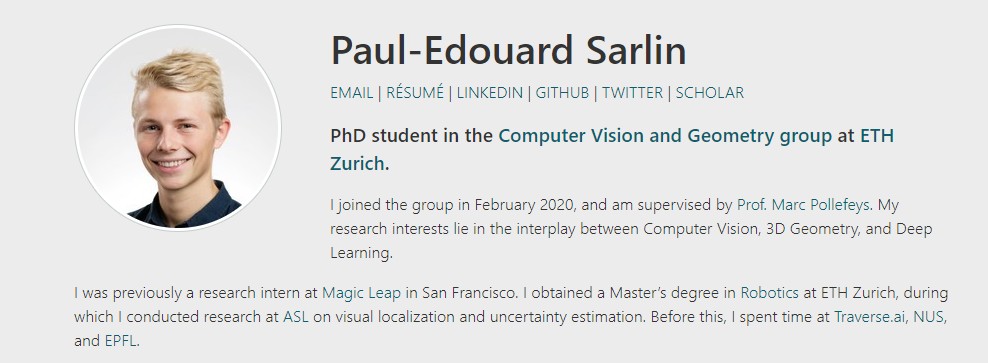 Paul-Edouard Sarlin
EMAIL | RÉSUMÉ | LINKEDIN | GITHUB | TWITTER | SCHOLAR
PhD student in the Computer Vision and Geometry group at ETH
Zurich.
I joined the group in February 2020, and am supervised by Prof. Marc Pollefeys. My
research interests lie in the interplay between Computer Vision, 3D Geometry, and Deep
Learning.
I was previously a research intern at Magic Leap in San Francisco. I obtained a Master’s degree in Robotics at ETH Zurich, during
which I conducted research at ASL on visual localization and uncertainty estimation. Before this, I spent time at Traverse.ai, NUS,
and EPFL.